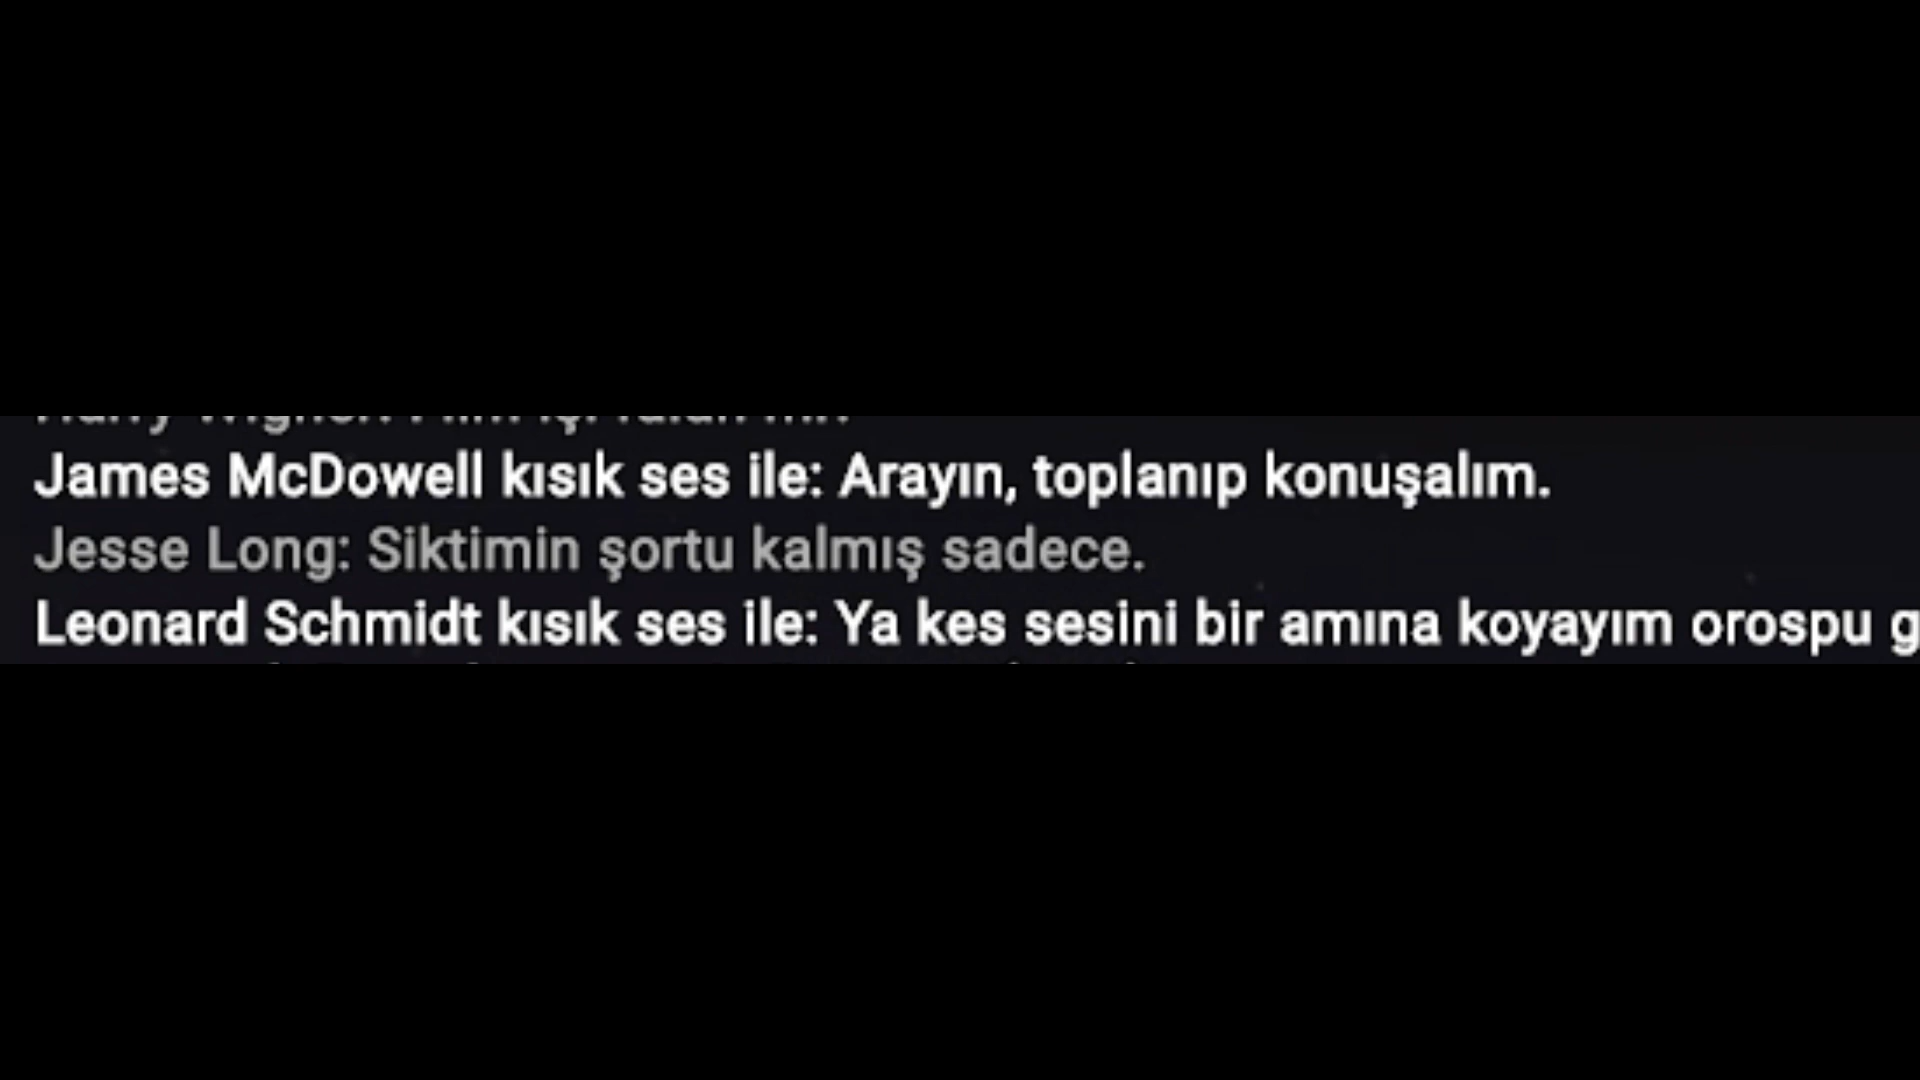 James McDowell kısık ses ile: Arayın, toplanıp konuşalım.
Jesse Long: Siktimin şortu kalmış sadece.
Leonard Schmidt kısık ses ile: Ya kes sesini bir amına koyayım orospu